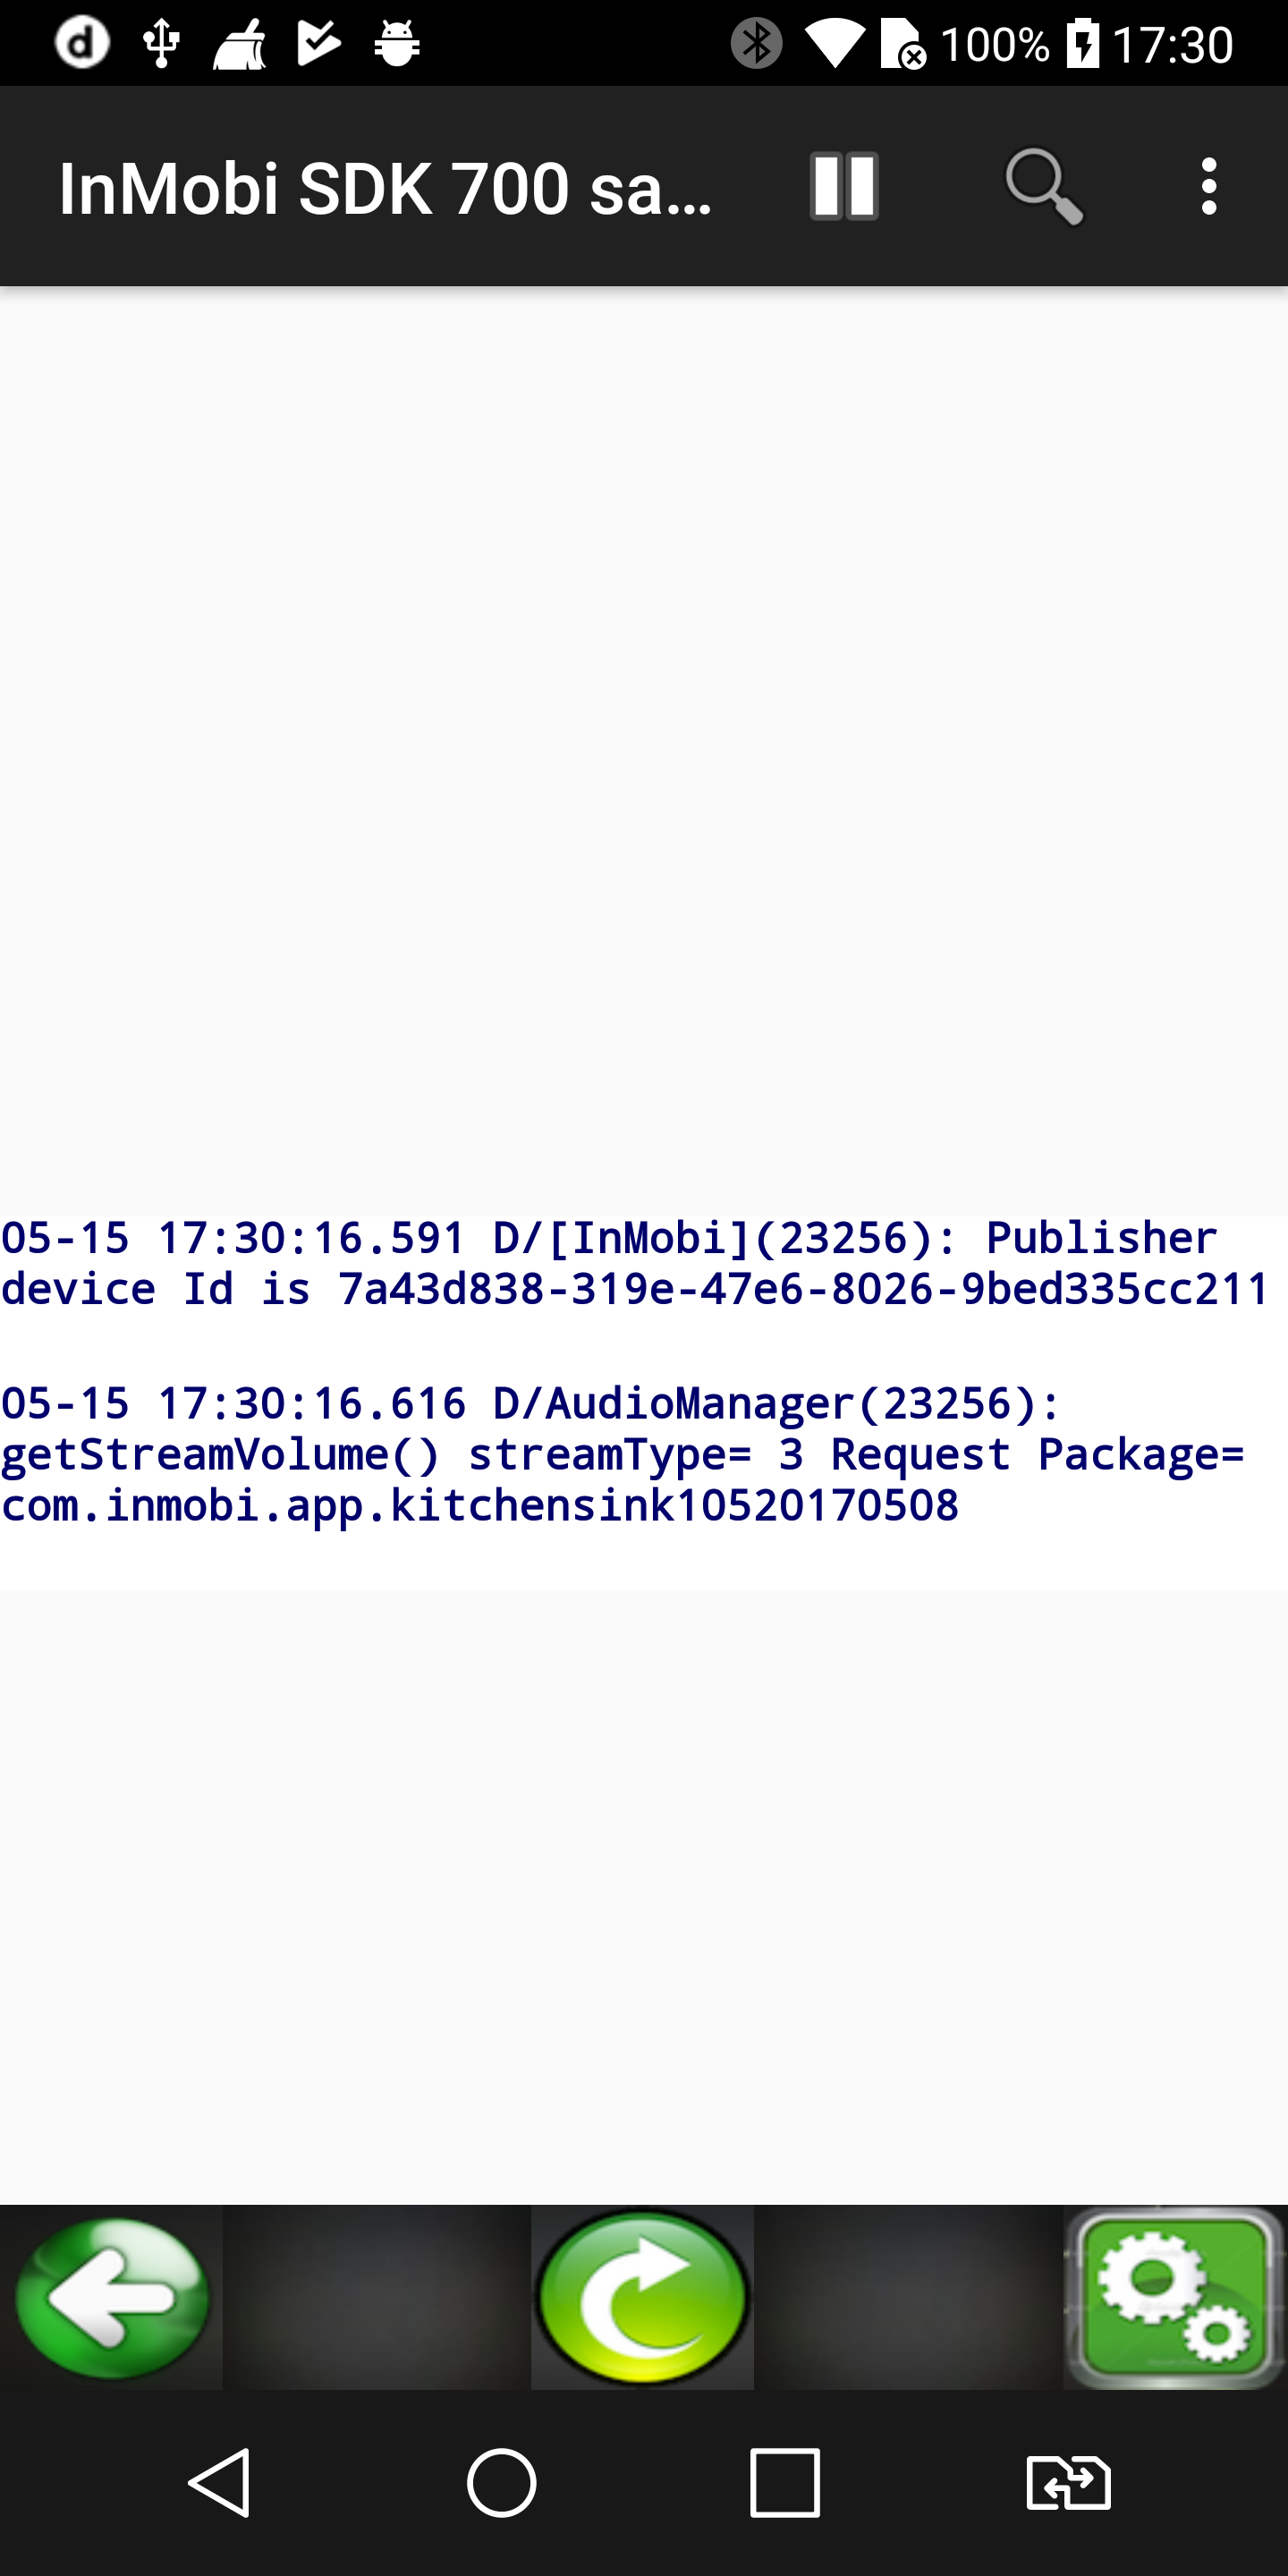 100% 17:30
InMobi SDK 700 sa...
05-15 17:30:16.591 D/[InMobi](23256): Publisher
device Id is 7a43d838-319e-47e6-8026-9bed335cc211
05-15 17:30:16.616 D/AudioManager(23256):
getStreamVolume() streamType= 3 Request Package=
com.inmobi.app.kitchensink10520170508